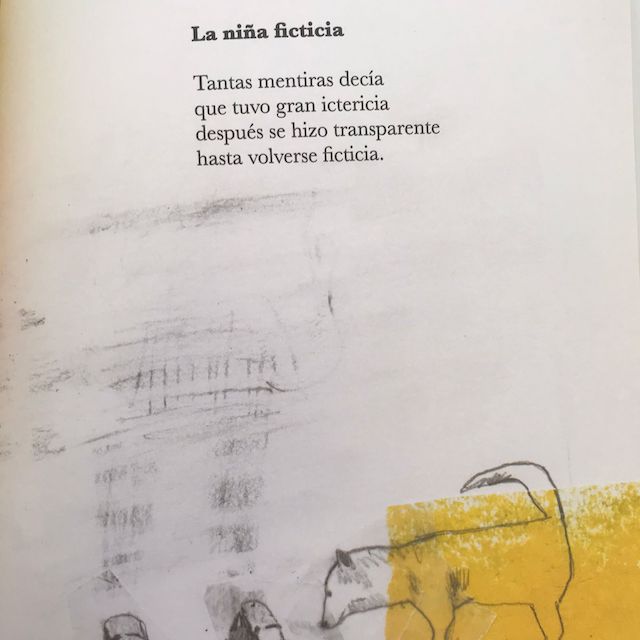 La niña ficticia
Tantas mentiras decía
que tuvo gran ictericia
después se hizo transparente
hasta volverse ficticia.